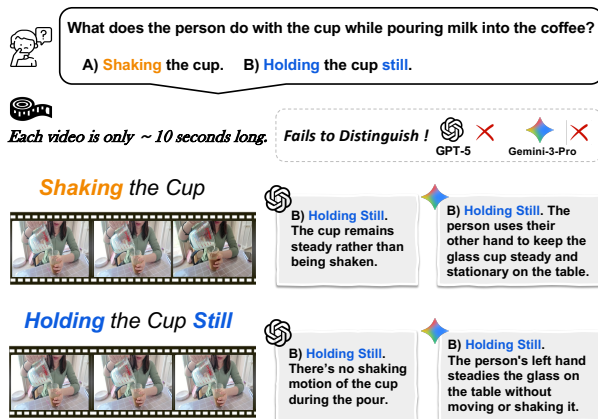 What does the person do with the cup while pouring milk into the coffee?
A) Shaking the cup. B) Holding the cup still.
?
Each video is only ~ 10 seconds long.
Fails to Distinguish !
GPT-5
Gemini-3-Pro
Shaking the Cup
B) Holding Still.
The cup remains
steady rather than
being shaken.
B) Holding Still. The
person uses their
other hand to keep the
glass cup steady and
stationary on the table.
Holding the Cup Still
B) Holding Still.
There's no shaking
motion of the cup
during the pour.
B) Holding Still.
The person's left hand
steadies the glass on
the table without
moving or shaking it.